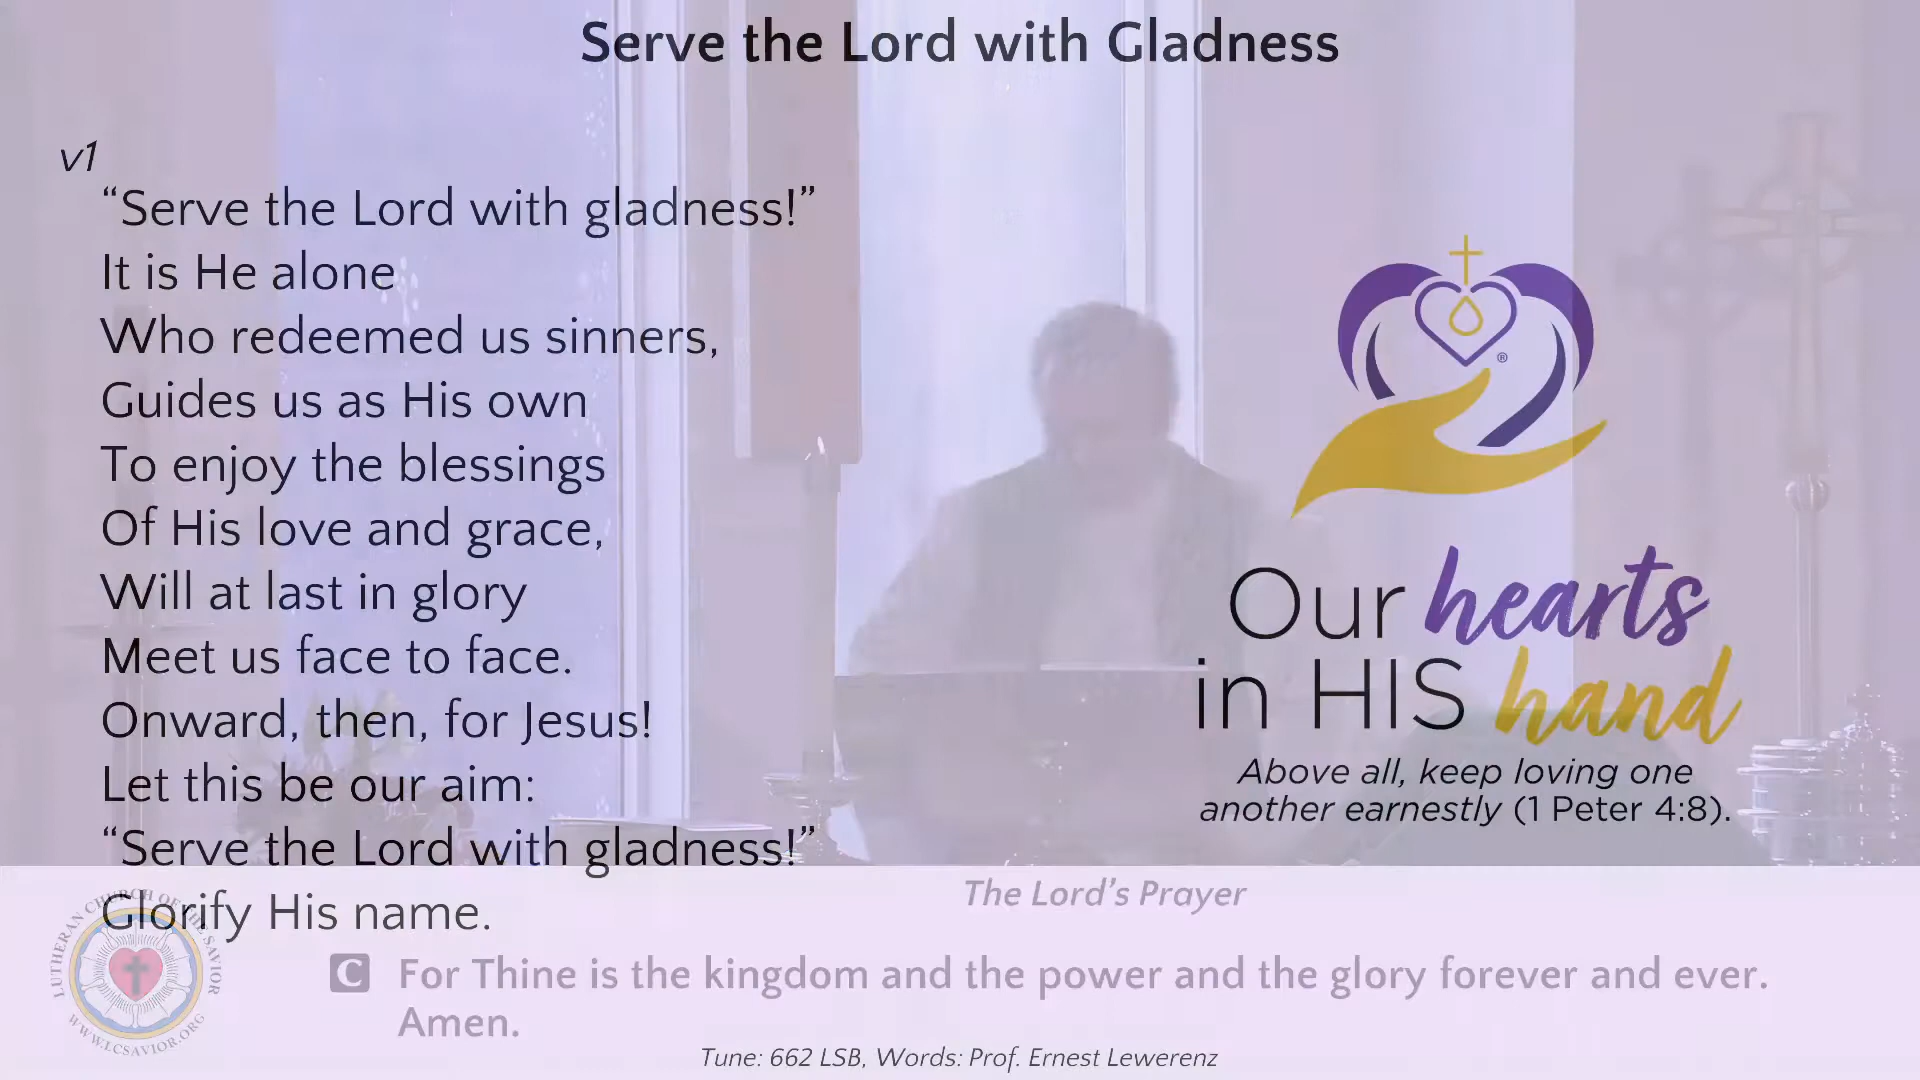 Serve the Lord with Gladness
v1
“Serve the Lord with gladness!”
It is He alone
Who redeemed us sinners,
Guides us as His own
To enjoy the blessings
Of His love and grace,
Will at last in glory
Meet us face to face.
Onward, then, for Jesus!
Let this be our aim:
“Serve the Lord with gladness!”
Glorify His name.
®
Our hearts
in HIS hand
Above all, keep loving one
another earnestly (1 Peter 4:8).
The Lord’s Prayer
C For Thine is the kingdom and the power and the glory forever and ever.
Amen.
LUTHERAN CHURCH OF THE SAVIOR
WWW.LCSAVIOR.ORG
Tune: 662 LSB, Words: Prof. Ernest Lewerenz